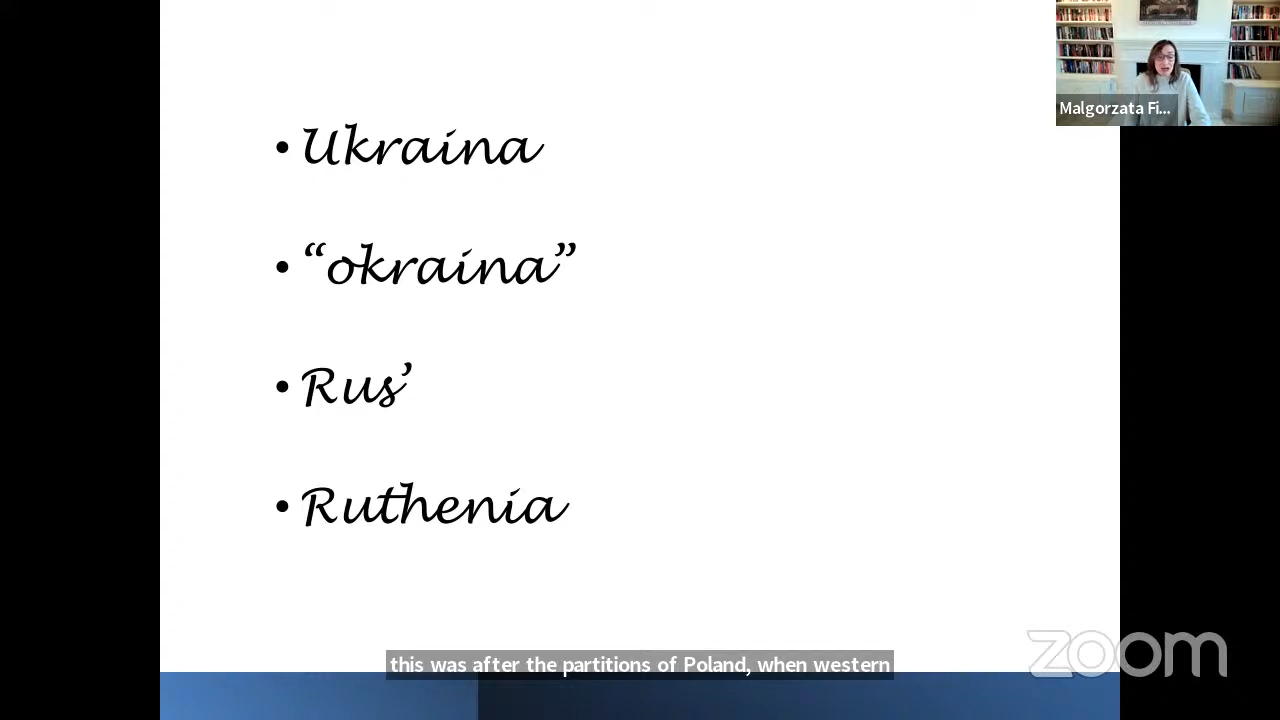 • Ukraina
• “okraina”
• Rus’
• Ruthenia
Malgorzata Fi...
this was after the partitions of Poland, when western
zoom